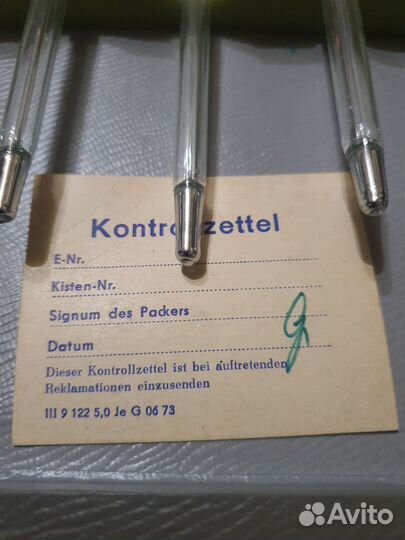 Kontrollzettel
E-Nr.
Kisten-Nr.
Signum des Packers
Datum
Dieser Kontrollzettel ist bei auftretenden
Reklamationen einzusenden
III 9 122 5,0 Je G 06 73
Avito